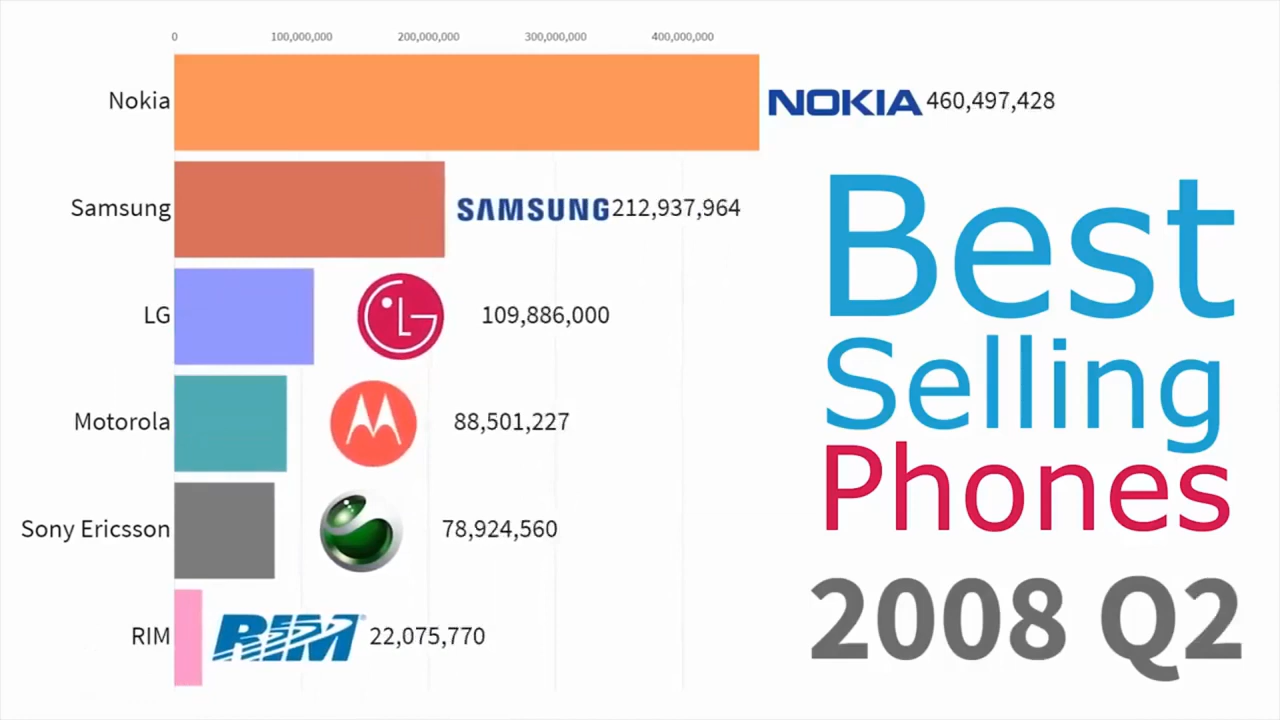 0 100,000,000 200,000,000 300,000,000 400,000,000
Nokia NOKIA 460,497,428
Samsung SAMSUNG 212,937,964
LG LG 109,886,000
Motorola 88,501,227
Sony Ericsson 78,924,560
RIM RIM® 22,075,770
Best
Selling
Phones
2008 Q2